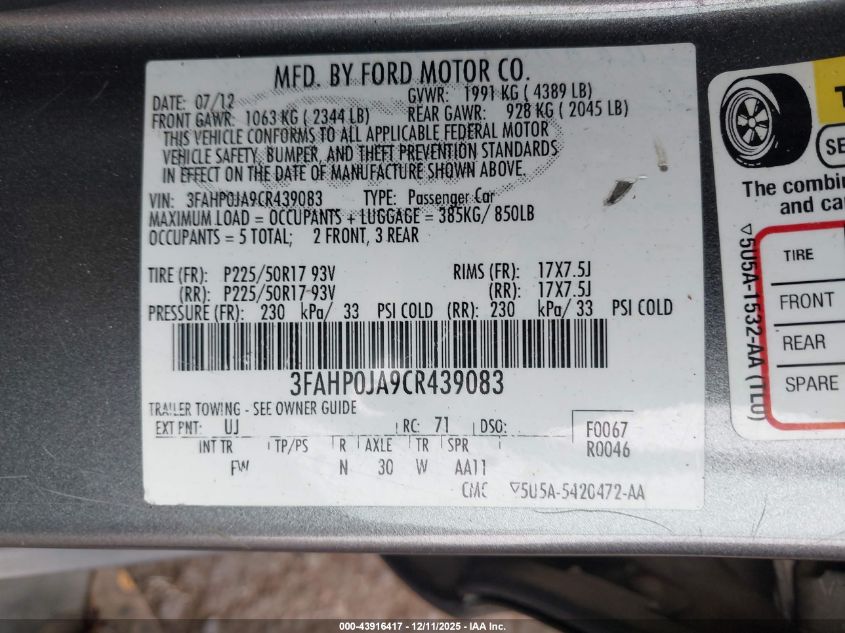 MFD. BY FORD MOTOR CO.
DATE: 07/12 GVWR: 1991 KG ( 4389 LB)
FRONT GAWR: 1063 KG ( 2344 LB) REAR GAWR: 928 KG ( 2045 LB)
THIS VEHICLE CONFORMS TO ALL APPLICABLE FEDERAL MOTOR
VEHICLE SAFETY, BUMPER, AND THEFT PREVENTION STANDARDS
IN EFFECT ON THE DATE OF MANUFACTURE SHOWN ABOVE.
VIN: 3FAHP0JA9CR439083 TYPE: Passenger Car
MAXIMUM LOAD = OCCUPANTS + LUGGAGE = 385KG/ 850LB
OCCUPANTS = 5 TOTAL; 2 FRONT, 3 REAR
TIRE (FR): P225/50R17 93V RIMS (FR): 17X7.5J
(RR): P225/50R17 93V (RR): 17X7.5J
PRESSURE (FR): 230 kPa/ 33 PSI COLD (RR): 230 kPa/ 33 PSI COLD
3FAHP0JA9CR439083
TRAILER TOWING - SEE OWNER GUIDE
EXT PNT: UJ RC: 71 DSO: F0067
INT TR TP/PS R AXLE TR SPR R0046
FW N 30 W AA11
CMC ▽5U5A-5420472-AA
The combin
and car
▽5U5A-1532-AA (TL0)
TIRE
FRONT
REAR
SPARE
000-43916417 - 12/11/2025 - IAA Inc.